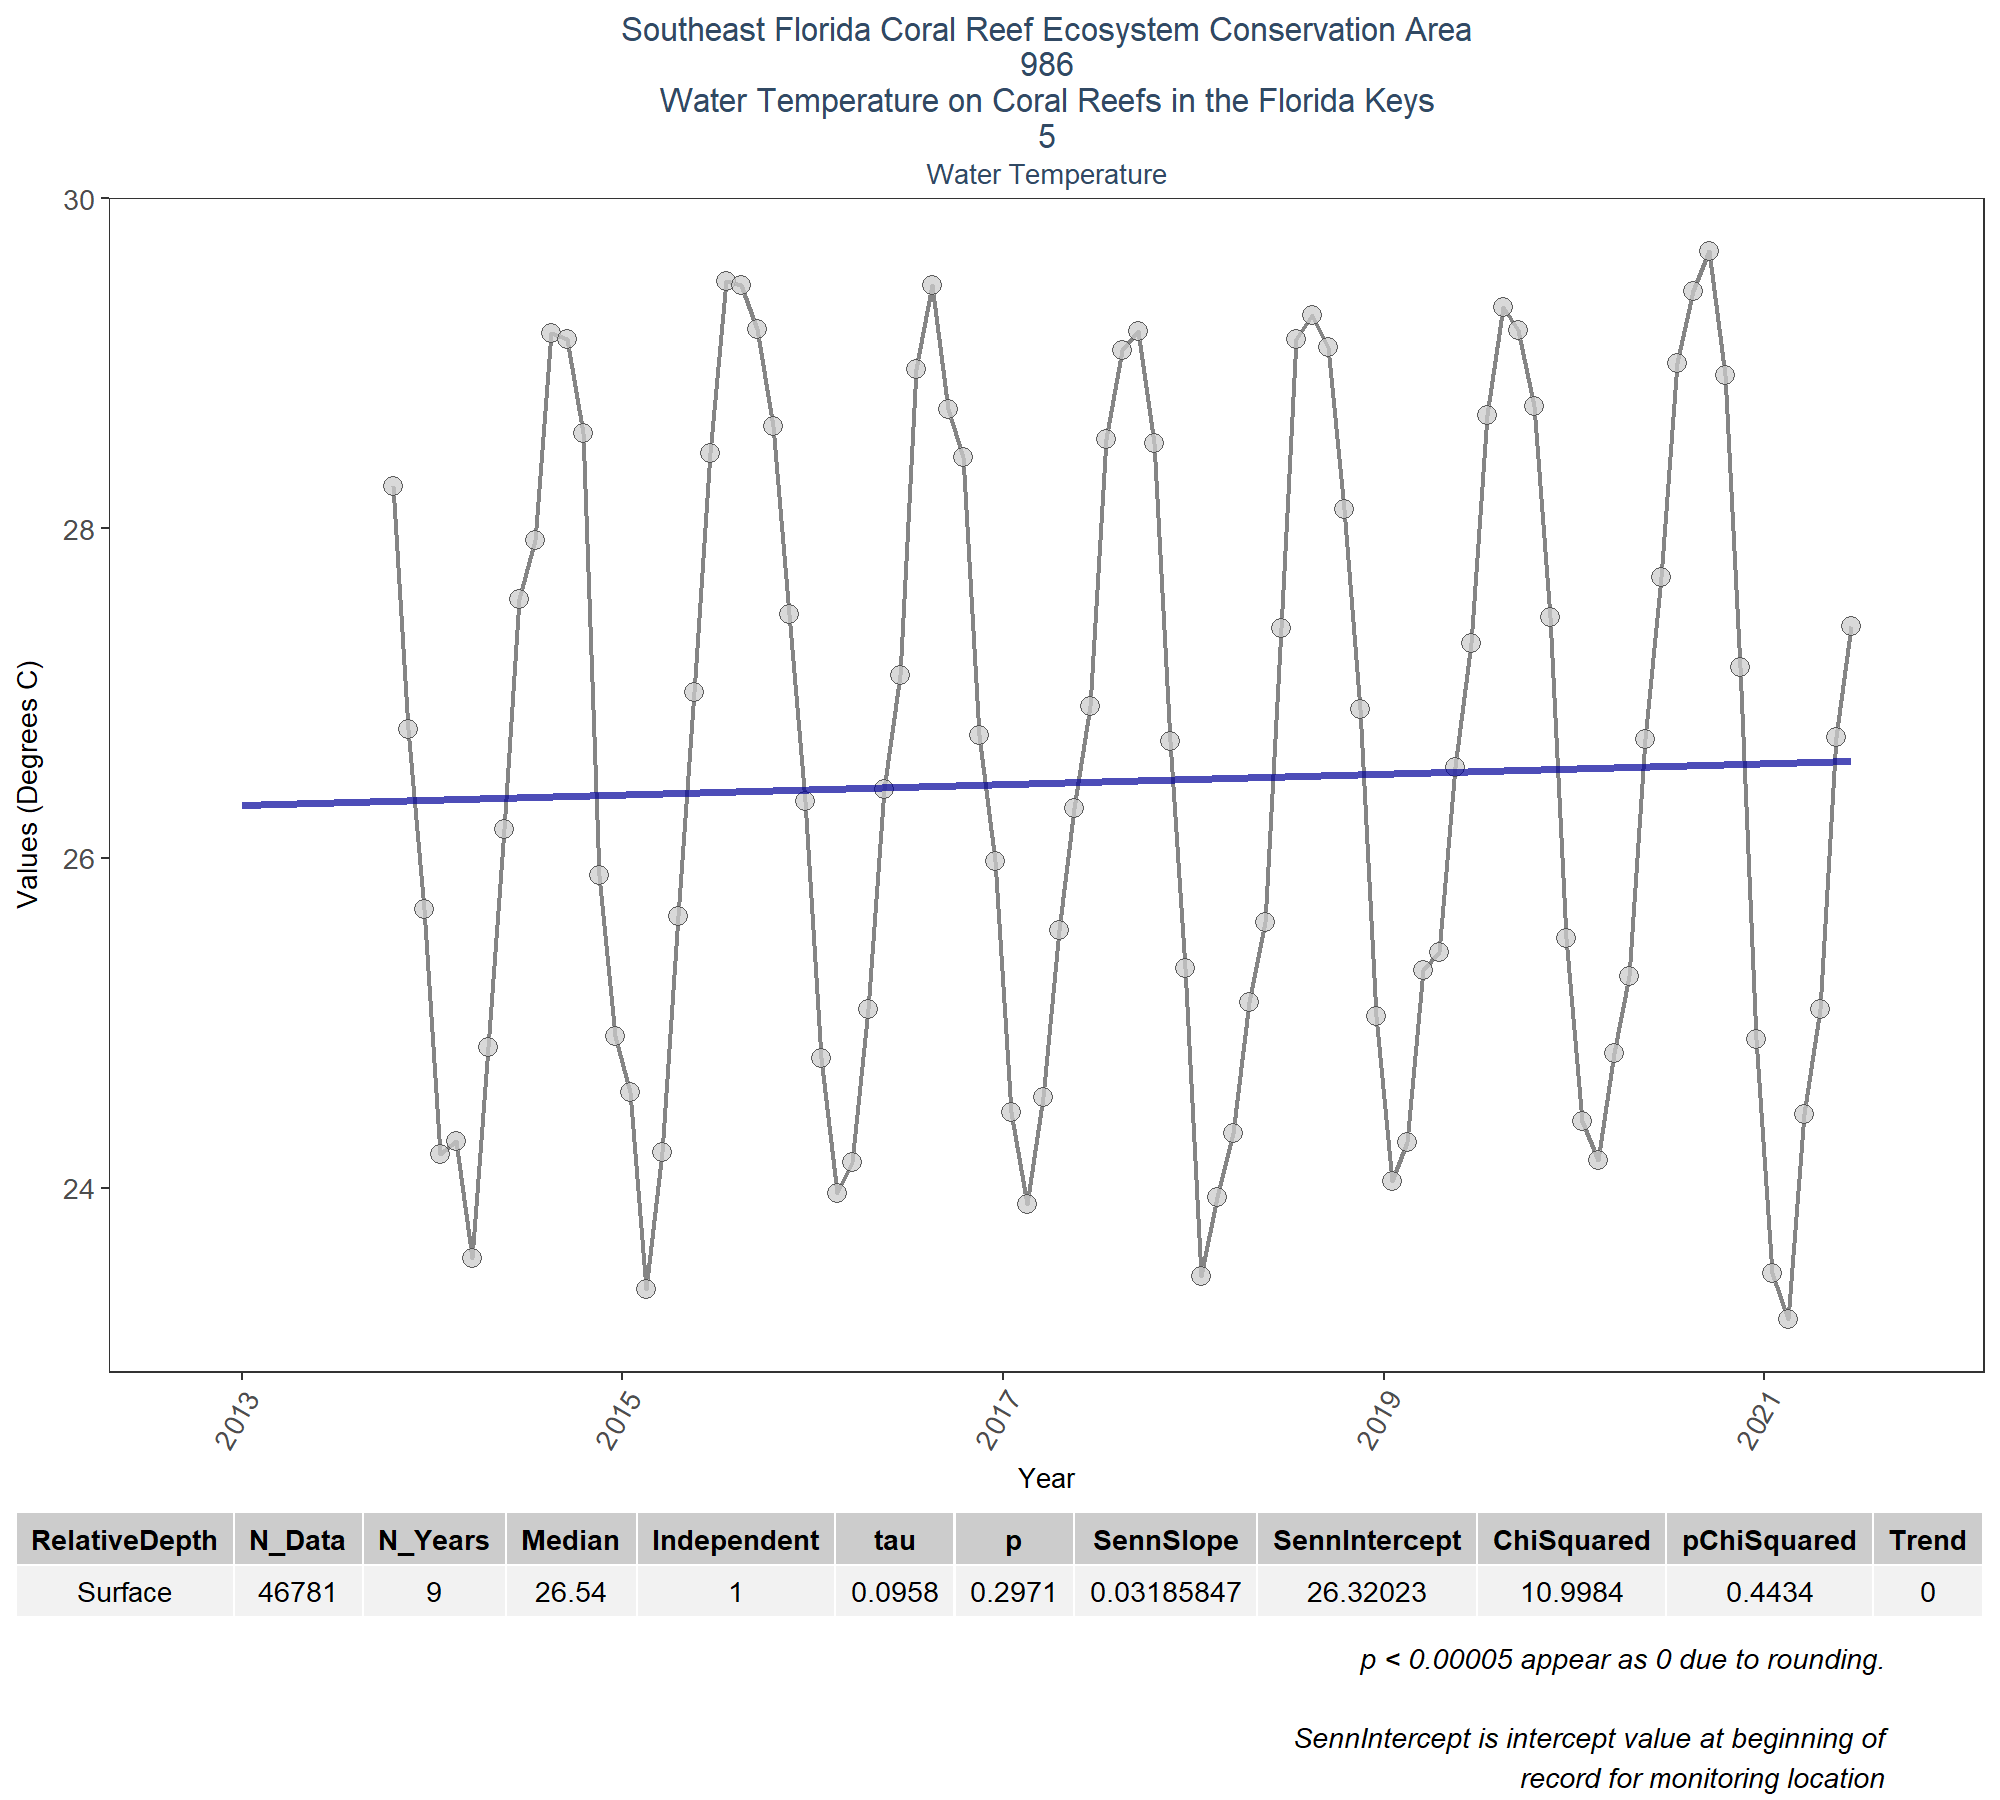 Southeast Florida Coral Reef Ecosystem Conservation Area
986
Water Temperature on Coral Reefs in the Florida Keys
5
Water Temperature
30
28
26
24
Values (Degrees C)
2013
2015
2017
2019
2021
Year
RelativeDepth N_Data N_Years Median Independent tau p SennSlope SennIntercept ChiSquared pChiSquared Trend
Surface 46781 9 26.54 1 0.0958 0.2971 0.03185847 26.32023 10.9984 0.4434 0
p < 0.00005 appear as 0 due to rounding.
SennIntercept is intercept value at beginning of
record for monitoring location